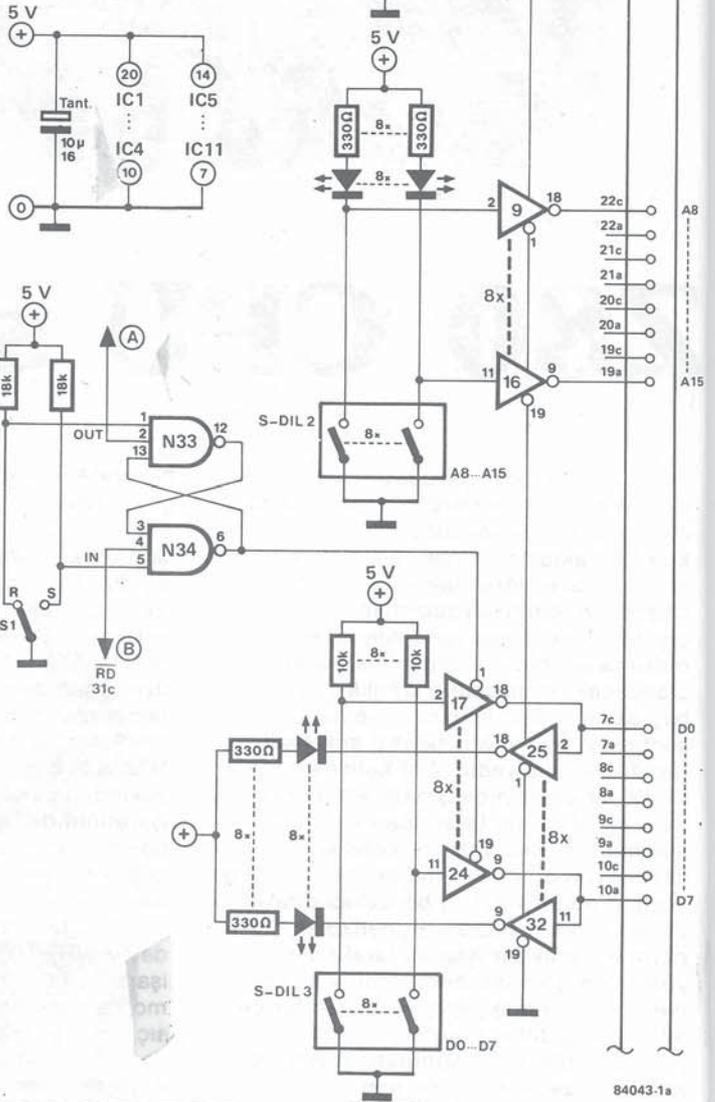 5 V
+
Tant.
10µ
16
20
IC1
IC4
10
14
IC5
IC11
7
0
5 V
+
330Ω
8x
330Ω
8x
2
9
18
1
8x
11
16
9
19
22c
22a
21c
21a
20c
20a
19c
19a
A8
A15
S-DIL 2
8x
A8...A15
5 V
+
18k
18k
A
OUT
1
2
13
N33
12
3
4
5
N34
6
IN
R
S
S1
B
RD
31c
5 V
+
10k
8x
10k
1
2
17
18
18
25
2
1
330Ω
+
8x
8x
8x
8x
19
11
24
9
330Ω
9
32
11
19
7c
7a
8c
8a
9c
9a
10c
10a
D0
D7
S-DIL 3
8x
D0...D7
84043-1a